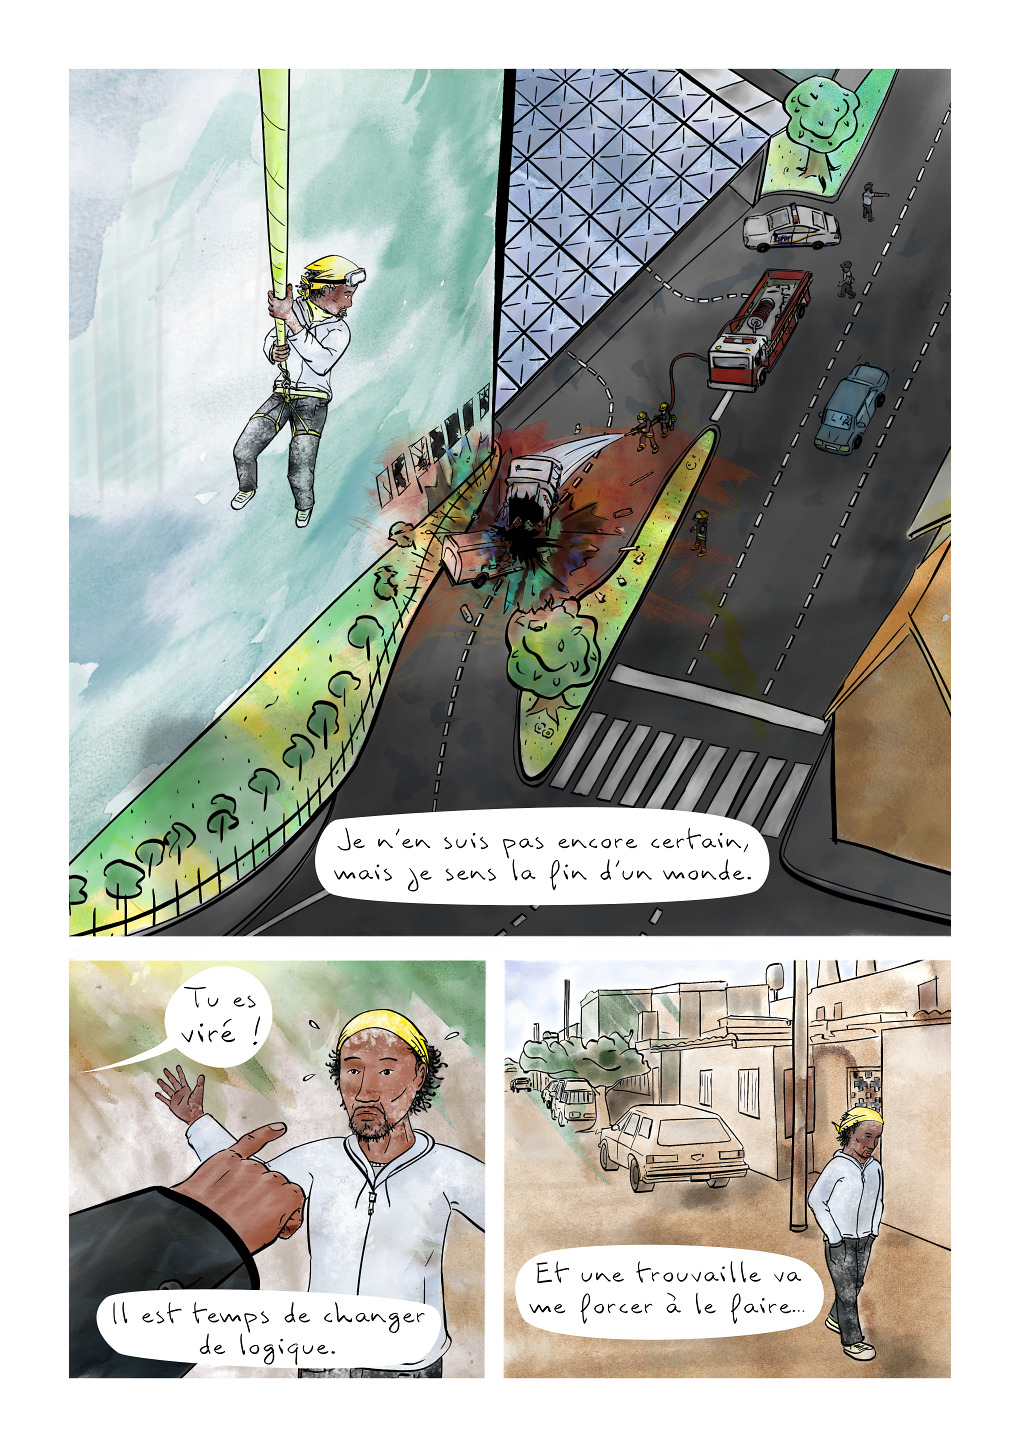 Je n'en suis pas encore certain,
mais je sens la fin d'un monde.
Tu es
viré !
Il est temps de changer
de logique.
Et une trouvaille va
me forcer à le faire...